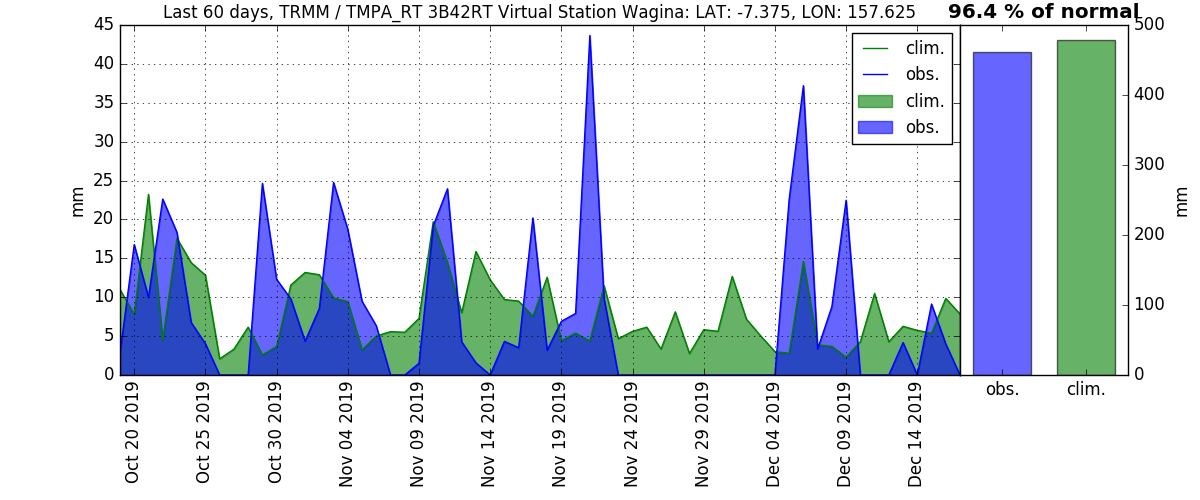 Last 60 days, TRMM / TMPA_RT 3B42RT Virtual Station Wagina: LAT: -7.375, LON: 157.625
96.4 % of normal
45
40
35
30
25
20
15
10
5
0
mm
clim.
obs.
clim.
obs.
500
400
300
200
100
0
mm
Oct 20 2019
Oct 25 2019
Oct 30 2019
Nov 04 2019
Nov 09 2019
Nov 14 2019
Nov 19 2019
Nov 24 2019
Nov 29 2019
Dec 04 2019
Dec 09 2019
Dec 14 2019
obs.
clim.